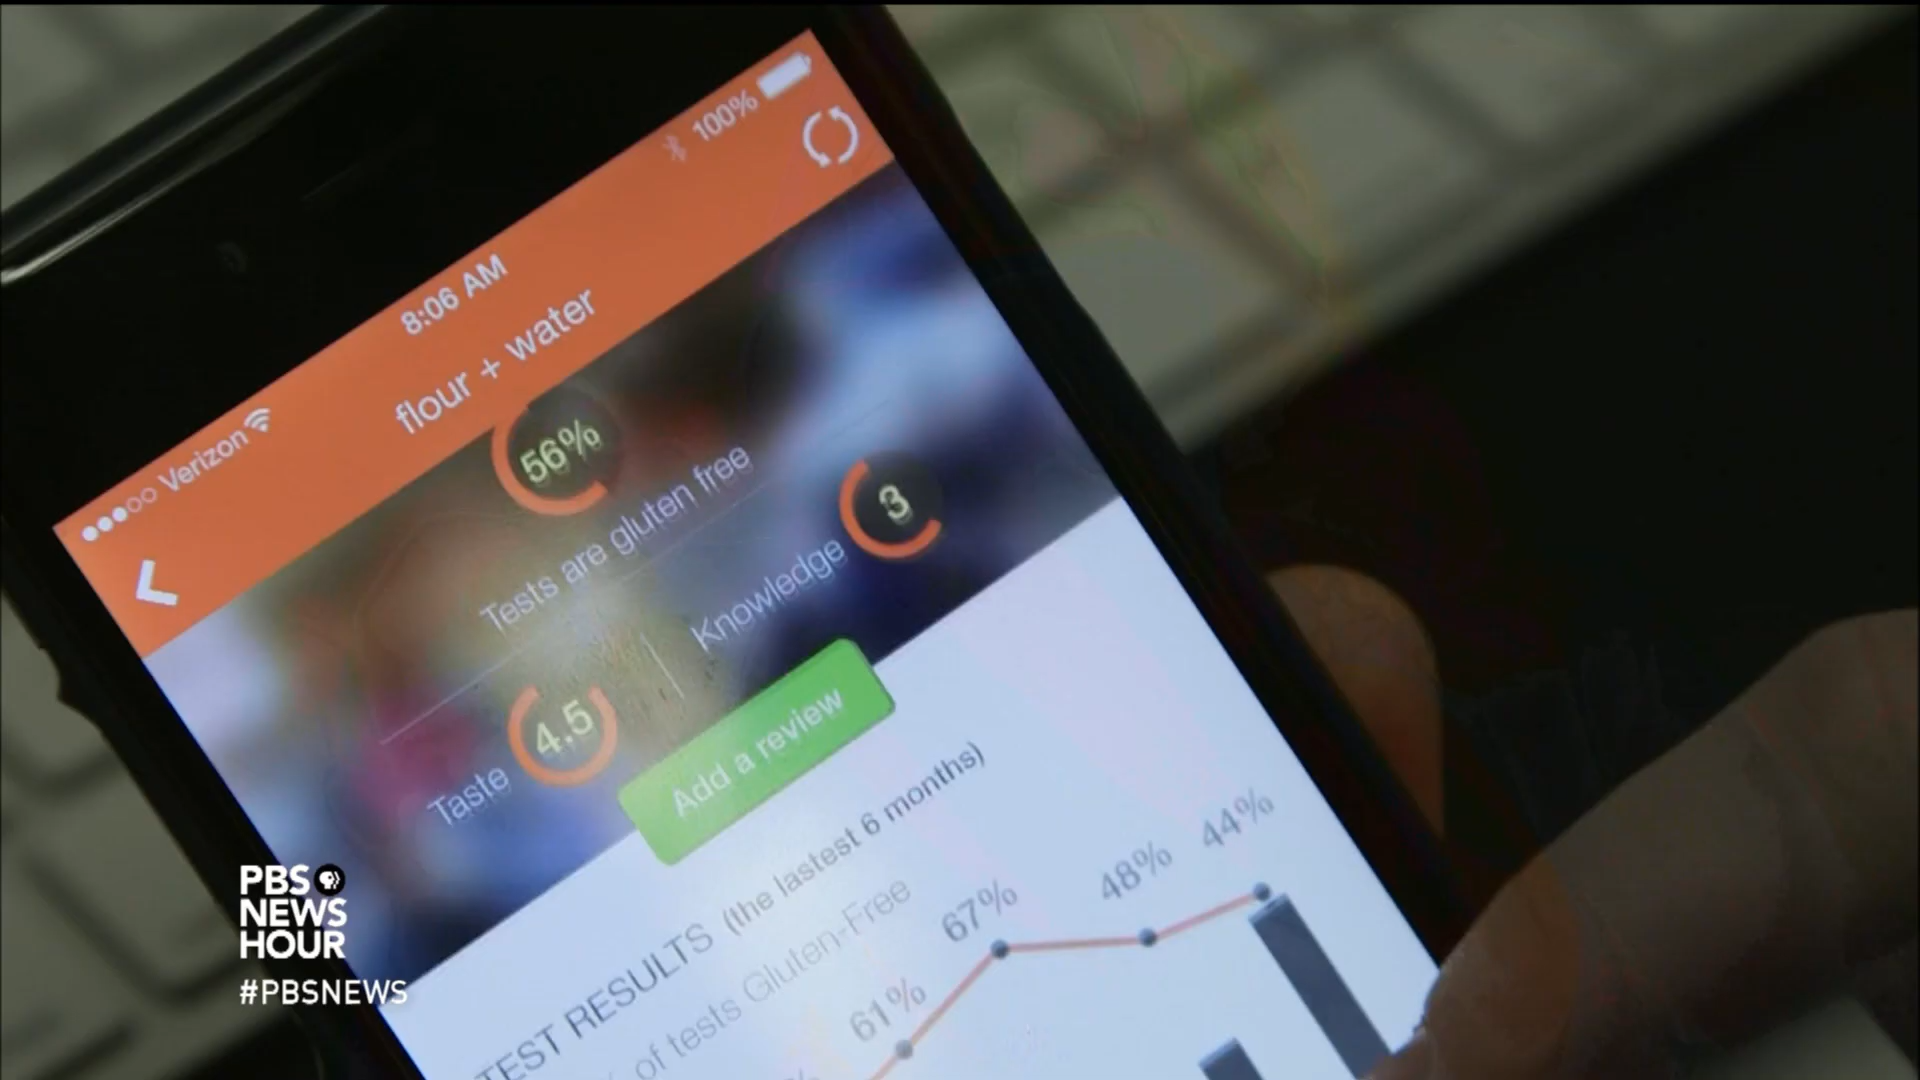 Verizon
8:06 AM
100%
flour + water
56%
Tests are gluten free
4.5
Taste
Knowledge
3
Add a review
TEST RESULTS (the lastest 6 months)
of tests Gluten-Free
61%
67%
48%
44%
PBS
NEWS
HOUR
#PBSNEWS